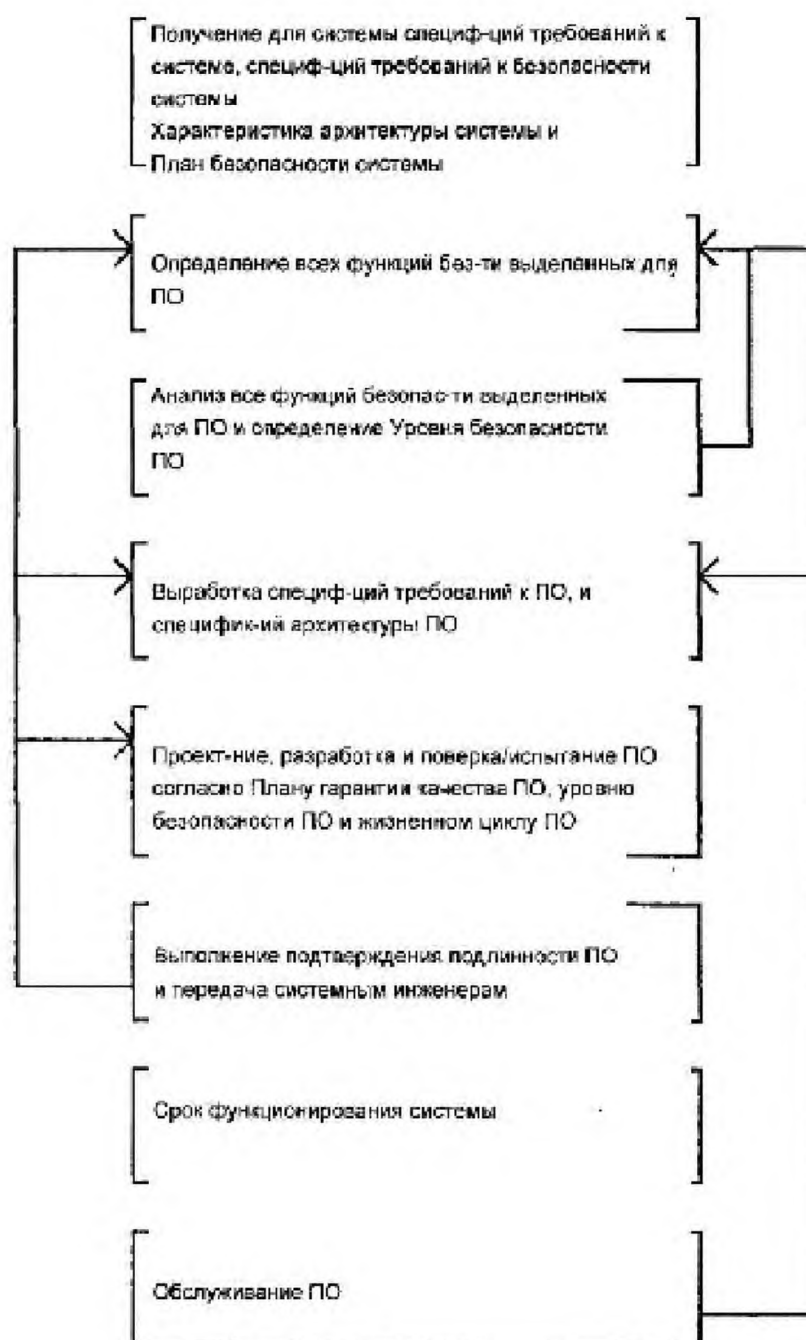 Получение для системы специф-ций требований к
системе, специф-ций требований к безопасности
системы
Характеристика архитектуры системы и
План безопасности системы
Определение всех функций без-ти выделенных для
ПО
Анализ все функций безопас-ти выделенных
для ПО и определение Уровня безопасности
ПО
Выработка специф-ций требований к ПО, и
специфик-ий архитектуры ПО
Проект-ние, разработка и поверка/испытание ПО
согласно Плану гарантии качества ПО, уровню
безопасности ПО и жизненном циклу ПО
Выполнение подтверждения подлинности ПО
и передача системным инженерам
Срок функционирования системы
Обслуживание ПО